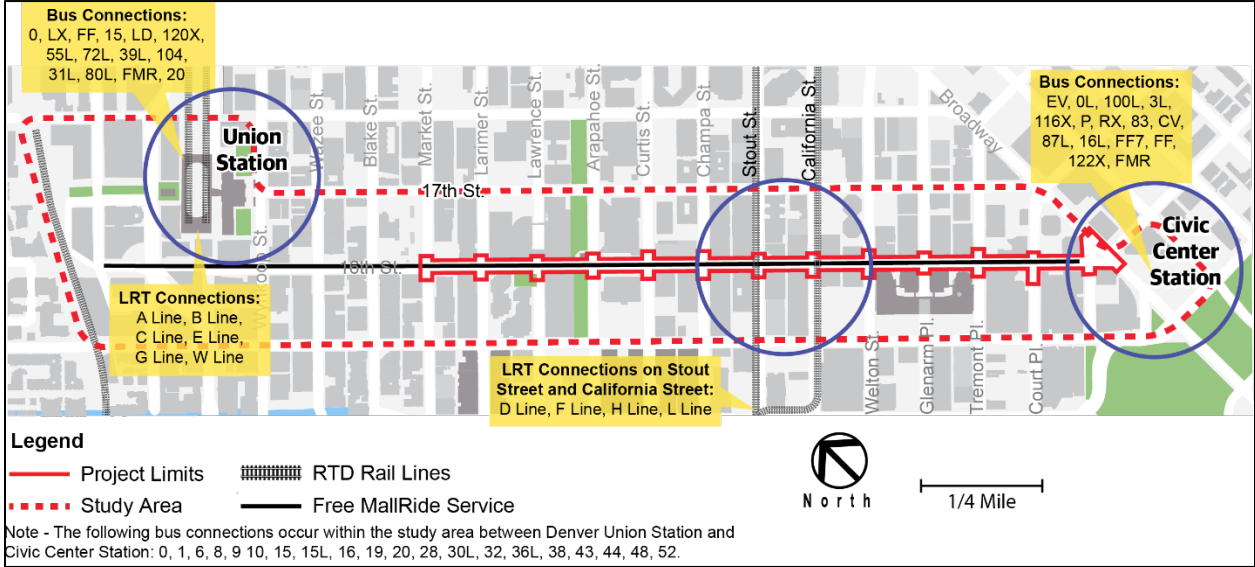 Bus Connections:
0, LX, FF, 15, LD, 120X,
55L, 72L, 39L, 104,
31L, 80L, FMR, 20
Union
Station
Wazee St.
Blake St.
Market St.
Larimer St.
Lawrence St.
Arapahoe St.
Curtis St.
Champa St.
Stout St.
California St.
Broadway
Bus Connections:
EV, 0L, 100L, 3L,
116X, P, RX, 83, CV,
87L, 16L, FF7, FF,
122X, FMR
17th St.
Civic
Center
Station
16th St.
LRT Connections:
A Line, B Line,
C Line, E Line,
G Line, W Line
LRT Connections on Stout
Street and California Street:
D Line, F Line, H Line, L Line
Welton St.
Glenarm Pl.
Tremont Pl.
Court Pl.
Legend
Project Limits
RTD Rail Lines
Study Area
Free MallRide Service
North
1/4 Mile
Note - The following bus connections occur within the study area between Denver Union Station and
Civic Center Station: 0, 1, 6, 8, 9 10, 15, 15L, 16, 19, 20, 28, 30L, 32, 36L, 38, 43, 44, 48, 52.